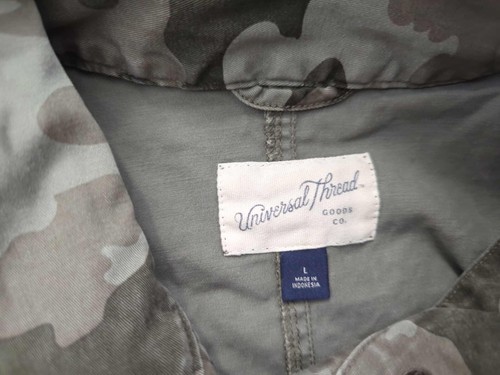 Universal Thread
GOODS
CO.
L
MADE IN
INDONESIA